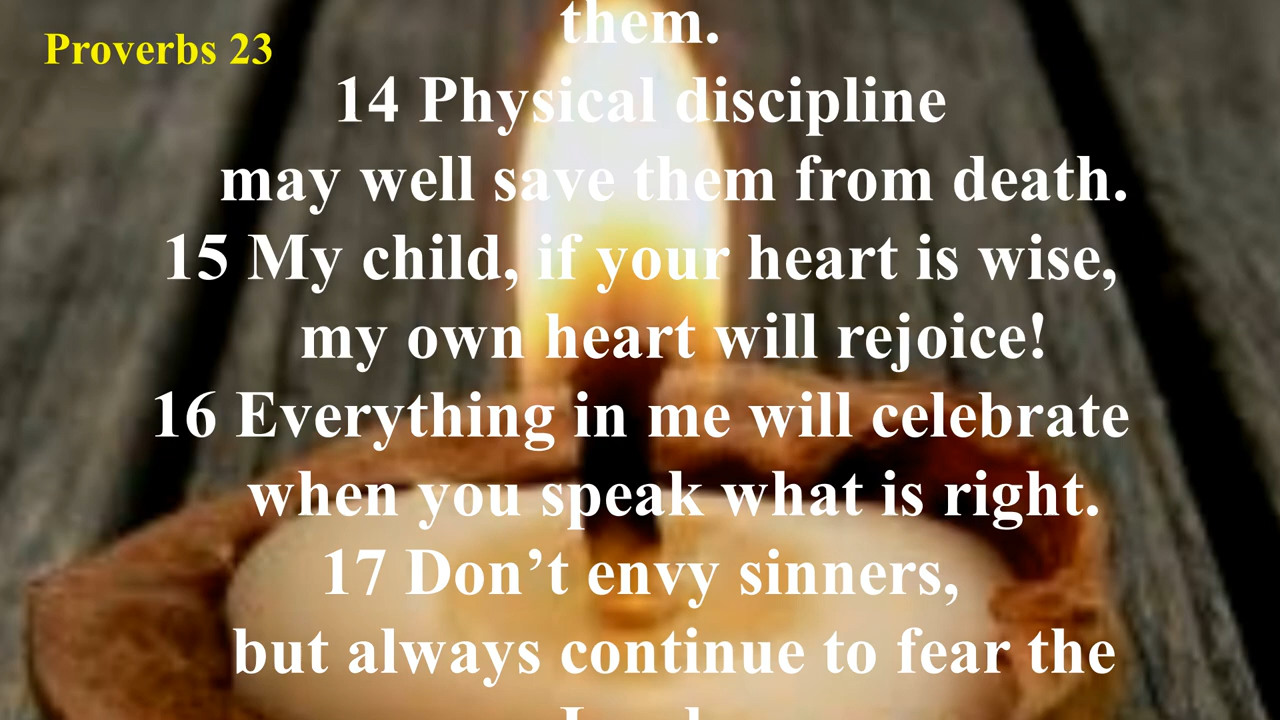 Proverbs 23
them.
14 Physical discipline
may well save them from death.
15 My child, if your heart is wise,
my own heart will rejoice!
16 Everything in me will celebrate
when you speak what is right.
17 Don’t envy sinners,
but always continue to fear the